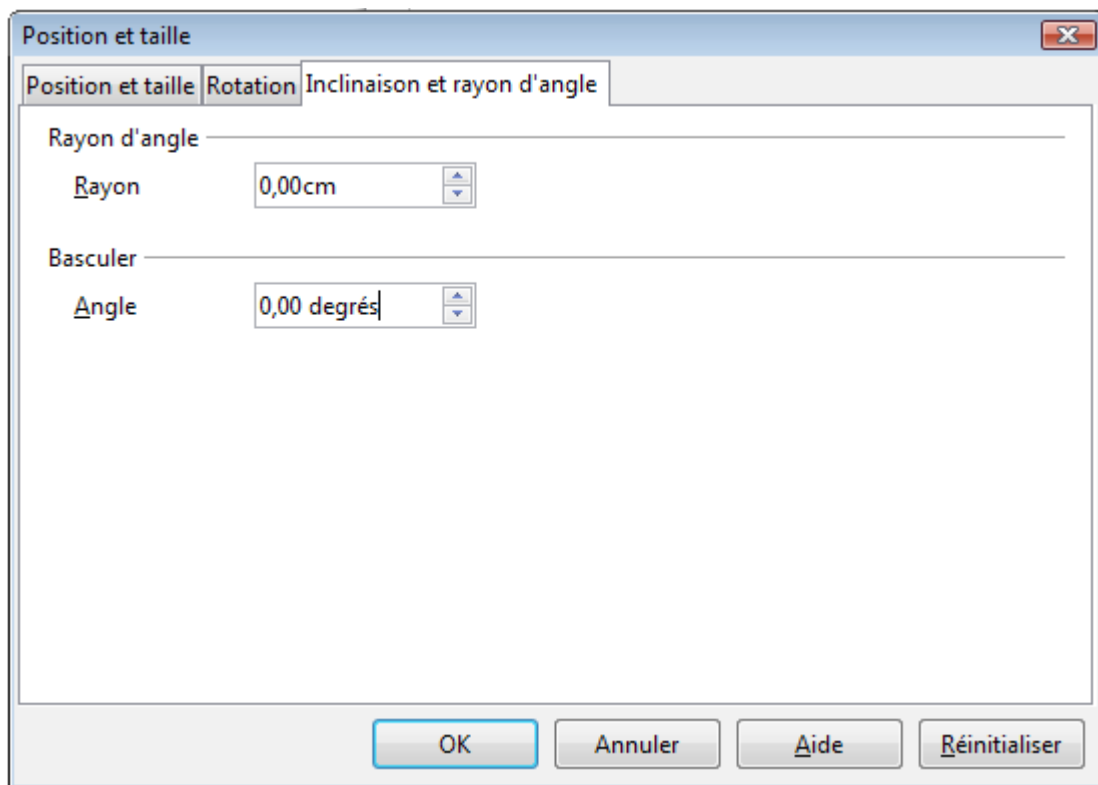 Position et taille
Position et taille Rotation Inclinaison et rayon d'angle
Rayon d'angle
Rayon 0,00cm
Basculer
Angle 0,00 degrés
OK Annuler Aide Réinitialiser